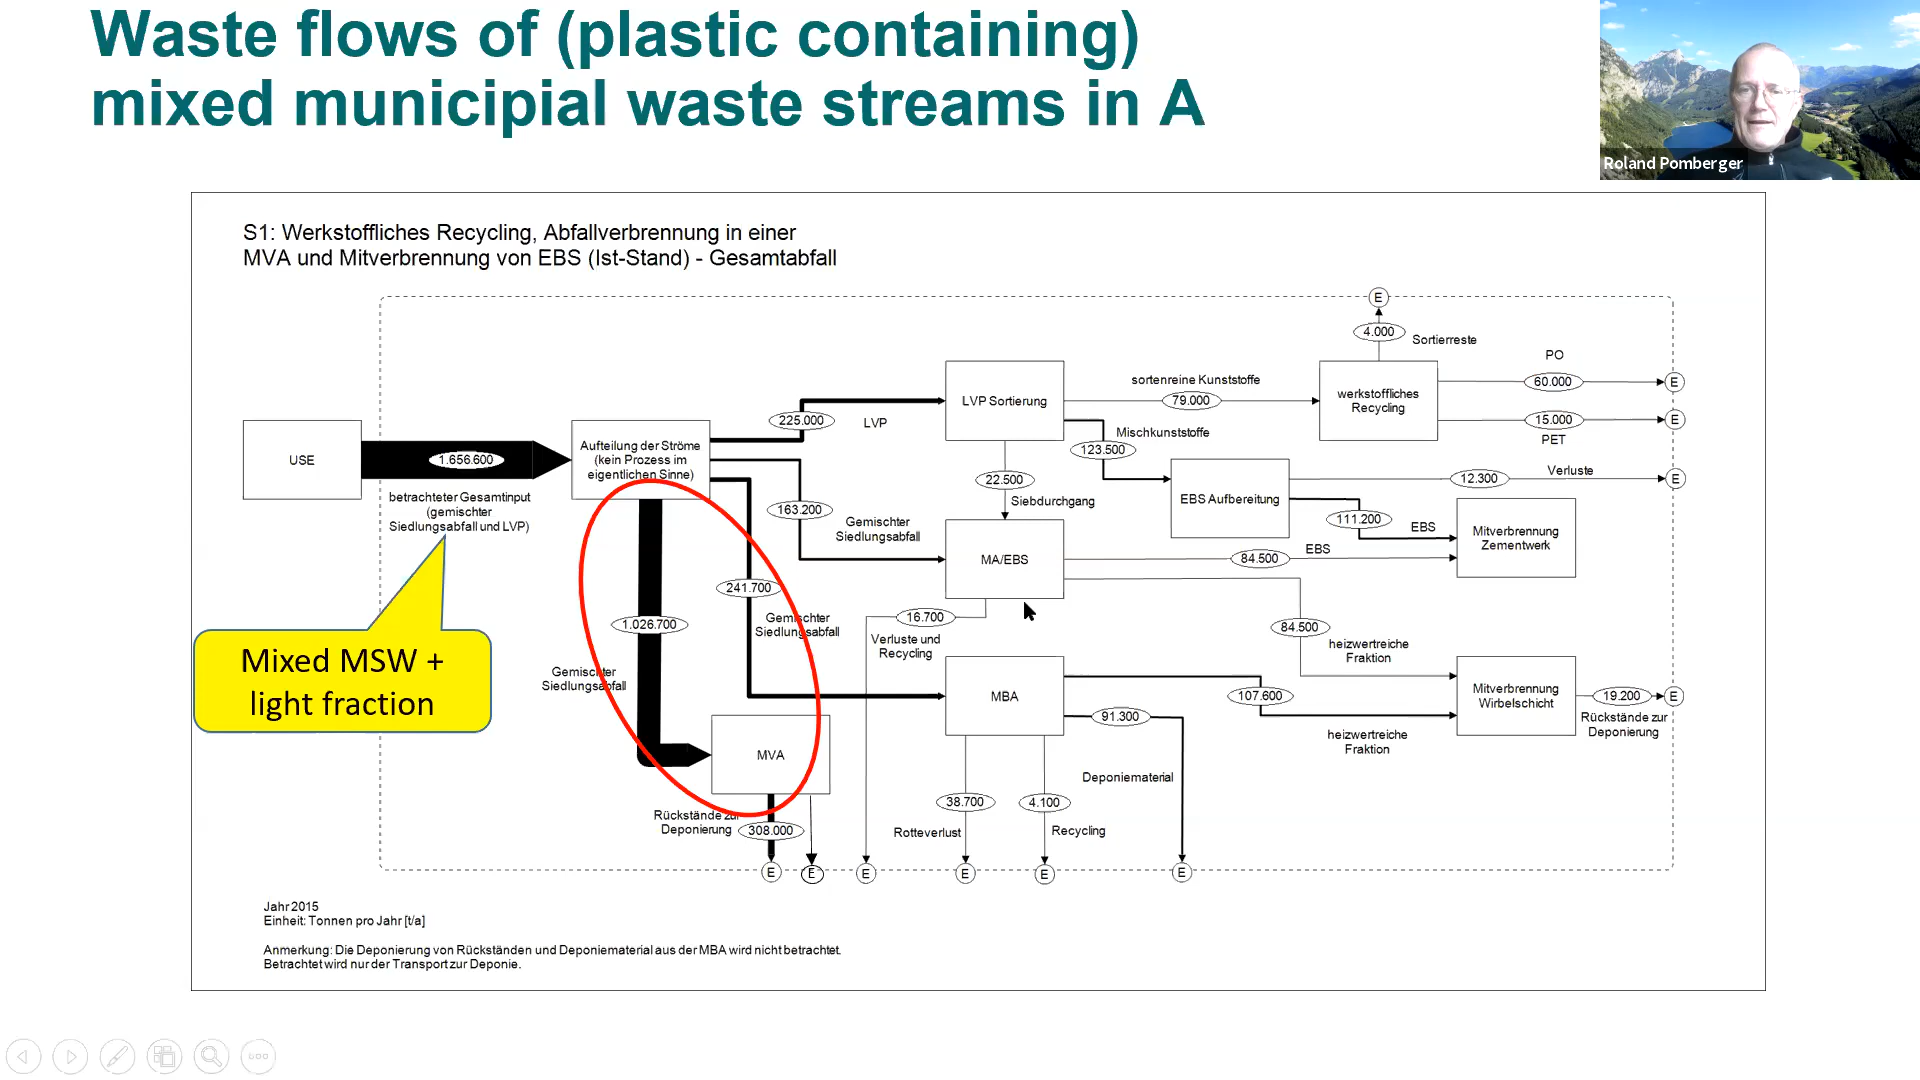 Waste flows of (plastic containing)
mixed municipial waste streams in A
Roland Pomberger
S1: Werkstoffliches Recycling, Abfallverbrennung in einer
MVA und Mitverbrennung von EBS (Ist-Stand) - Gesamtabfall
E
4.000
Sortierreste
PO
60.000
E
sortenreine Kunststoffe
79.000
werkstoffliches
Recycling
LVP Sortierung
225.000
LVP
15.000
E
PET
Mischkunststoffe
123.500
USE
1.656.600
Aufteilung der Ströme
(kein Prozess im
eigentlichen Sinne)
22.500
Siebdurchgang
Verluste
12.300
E
EBS Aufbereitung
betrachteter Gesamtinput
(gemischter
Siedlungsabfall und LVP)
163.200
Gemischter
Siedlungsabfall
111.200
EBS
Mitverbrennung
Zementwerk
MA/EBS
84.500
EBS
241.700
Gemischter
Siedlungsabfall
1.026.700
Gemischter
Siedlungsabfall
16.700
Verluste und
Recycling
84.500
heizwertreiche
Fraktion
Mixed MSW +
light fraction
MBA
107.600
91.300
heizwertreiche
Fraktion
Mitverbrennung
Wirbelschicht
19.200
E
Rückstände zur
Deponierung
MVA
Deponiematerial
38.700
4.100
Rotteverlust
Recycling
Rückstände zur
Deponierung
308.000
E
E
E
E
E
E
Jahr 2015
Einheit: Tonnen pro Jahr [t/a]
Anmerkung: Die Deponierung von Rückständen und Deponiematerial aus der MBA wird nicht betrachtet.
Betrachtet wird nur der Transport zur Deponie.